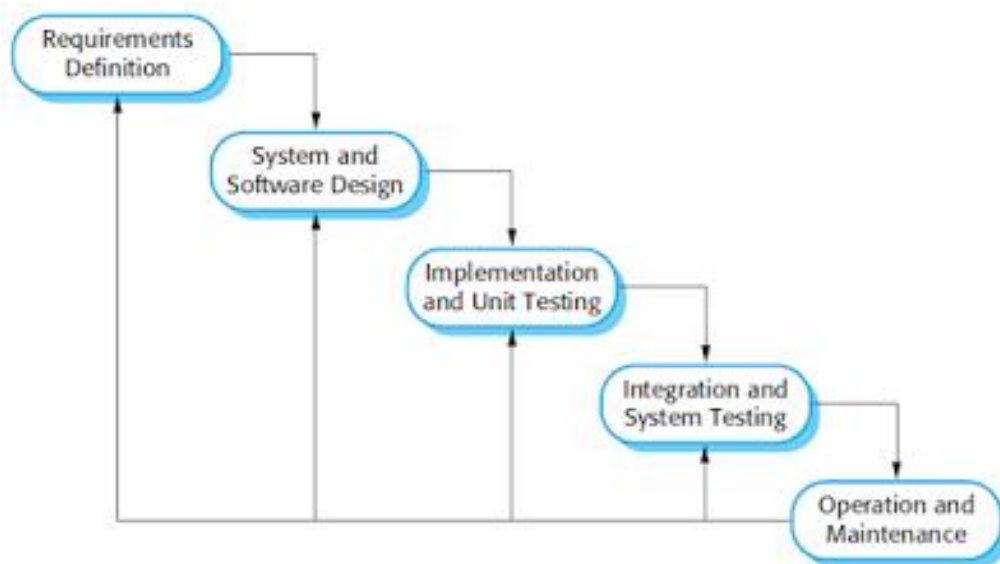 Requirements
Definition
System and
Software Design
Implementation
and Unit Testing
Integration and
System Testing
Operation and
Maintenance